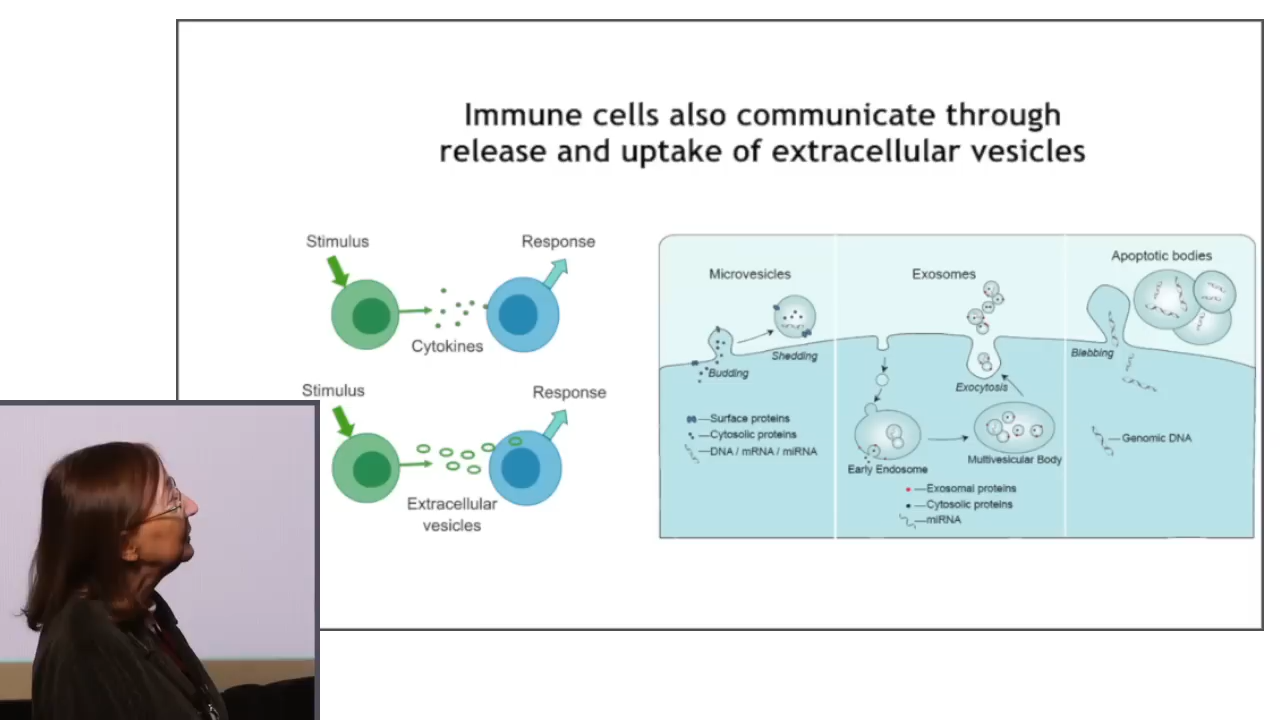 Immune cells also communicate through
release and uptake of extracellular vesicles
Stimulus
Response
Cytokines
Stimulus
Response
Extracellular
vesicles
Microvesicles
Shedding
Budding
Surface proteins
Cytosolic proteins
DNA / mRNA / miRNA
Exosomes
Exocytosis
Early Endosome
Multivesicular Body
Exosomal proteins
Cytosolic proteins
miRNA
Apoptotic bodies
Blebbing
Genomic DNA